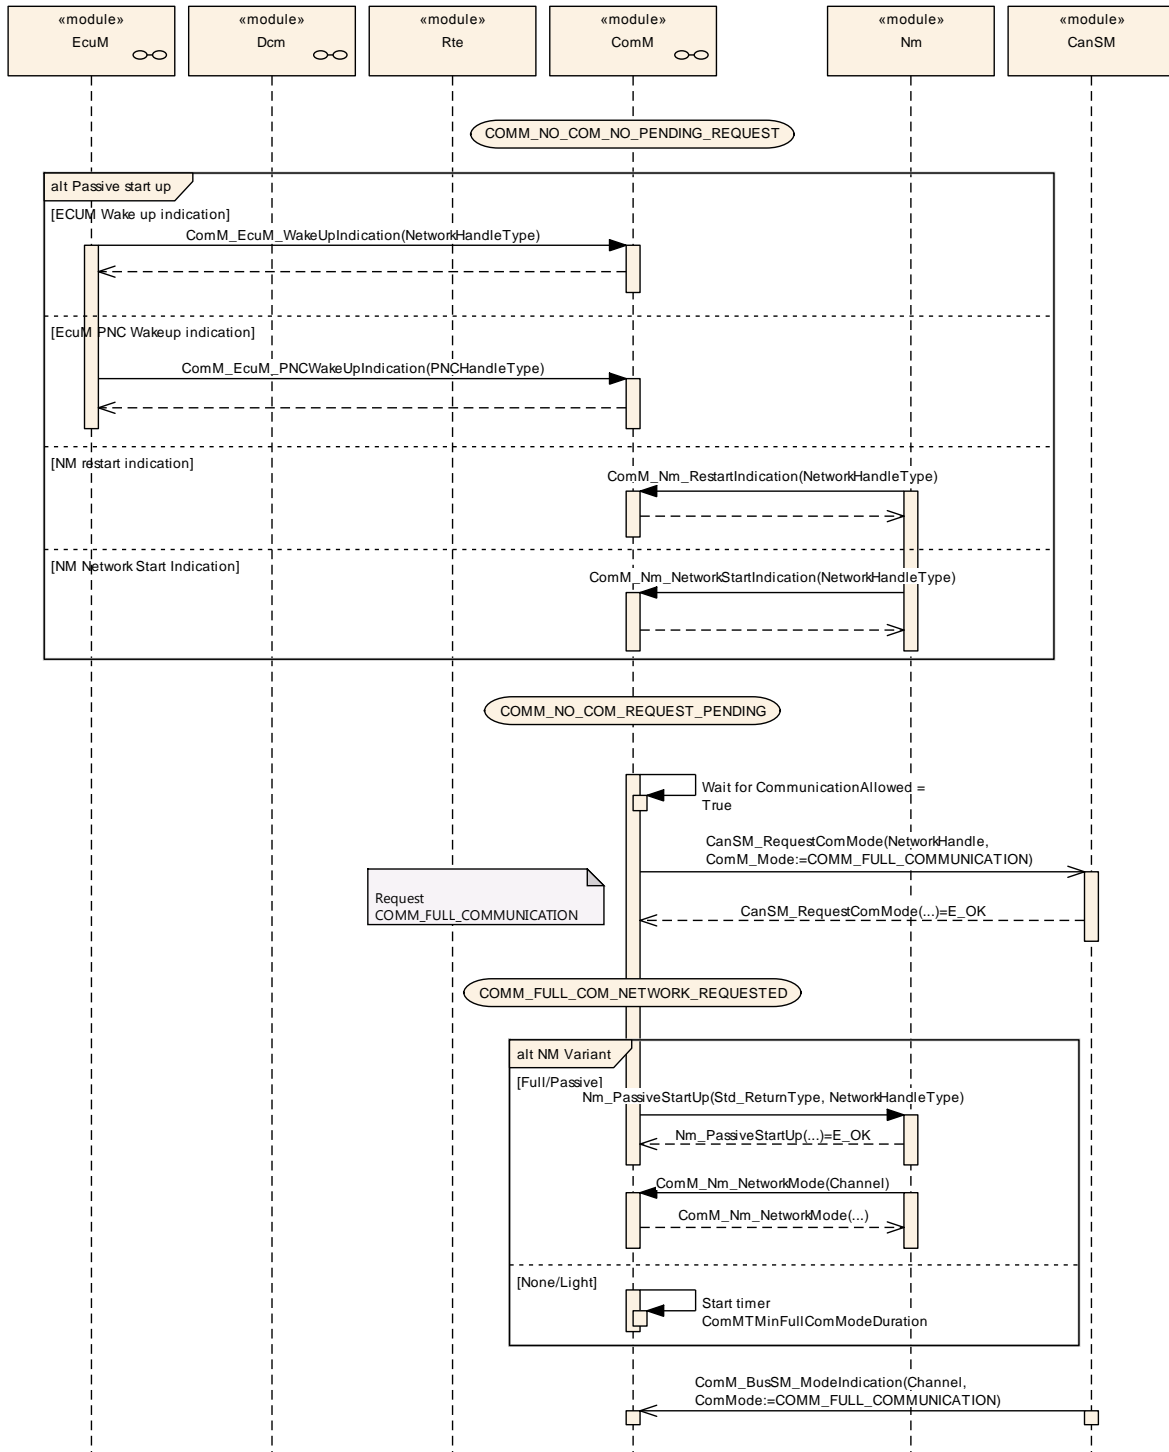 «module»
EcuM
«module»
Dcm
«module»
Rte
«module»
ComM
«module»
Nm
«module»
CanSM
COMM_NO_COM_NO_PENDING_REQUEST
alt Passive start up
[ECUM Wake up indication]
ComM_EcuM_WakeUpIndication(NetworkHandleType)
[EcuM PNC Wakeup indication]
ComM_EcuM_PNCWakeUpIndication(PNCHandleType)
[NM restart indication]
ComM_Nm_RestartIndication(NetworkHandleType)
[NM Network Start Indication]
ComM_Nm_NetworkStartIndication(NetworkHandleType)
COMM_NO_COM_REQUEST_PENDING
Wait for CommunicationAllowed =
True
CanSM_RequestComMode(NetworkHandle,
ComM_Mode:=COMM_FULL_COMMUNICATION)
Request
COMM_FULL_COMMUNICATION
CanSM_RequestComMode(...)=E_OK
COMM_FULL_COM_NETWORK_REQUESTED
alt NM Variant
[Full/Passive]
Nm_PassiveStartUp(Std_ReturnType, NetworkHandleType)
Nm_PassiveStartUp(...)=E_OK
ComM_Nm_NetworkMode(Channel)
ComM_Nm_NetworkMode(...)
[None/Light]
Start timer
ComMTMinFullComModeDuration
ComM_BusSM_ModeIndication(Channel,
ComMode:=COMM_FULL_COMMUNICATION)